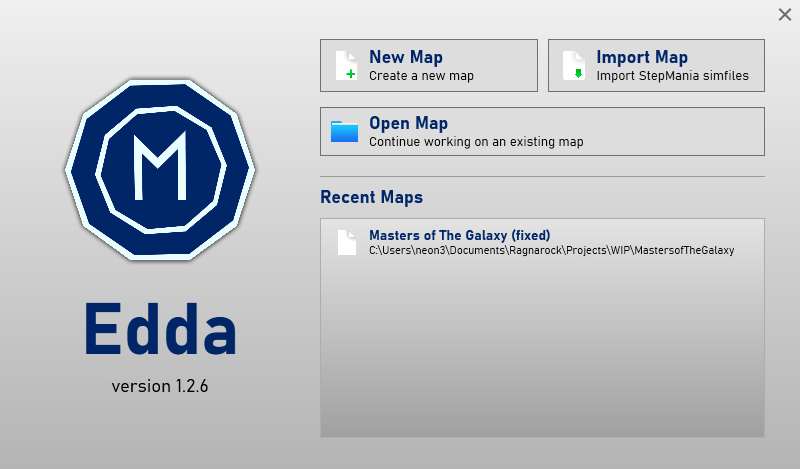 New Map
Create a new map
Import Map
Import StepMania simfiles
Open Map
Continue working on an existing map
Recent Maps
Masters of The Galaxy (fixed)
C:\Users\neon3\Documents\Ragnarock\Projects\WIP\MastersofTheGalaxy
M
Edda
version 1.2.6